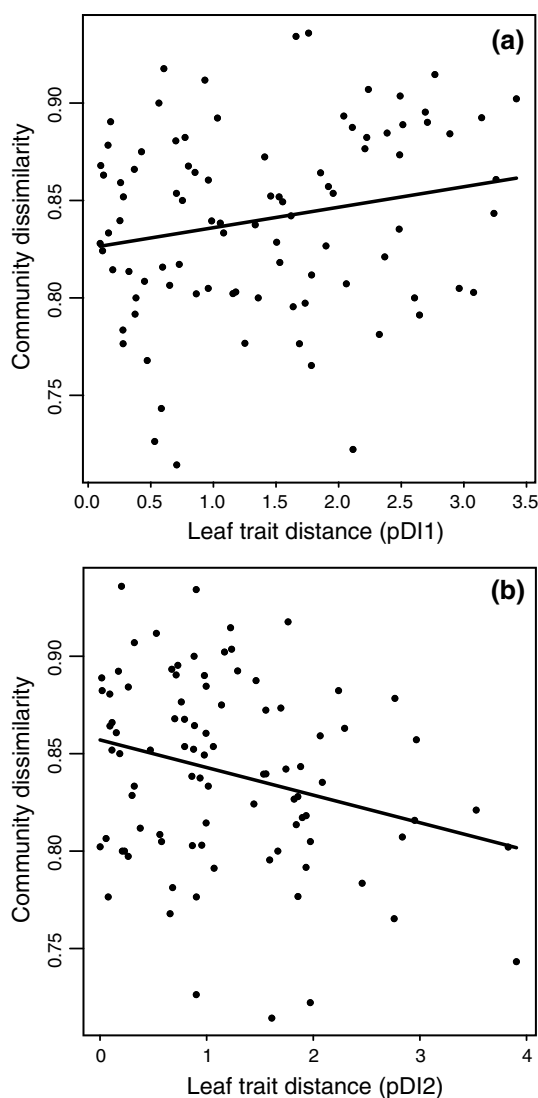 (a)
Community dissimilarity
0.90
0.85
0.80
0.75
0.0 0.5 1.0 1.5 2.0 2.5 3.0 3.5
Leaf trait distance (pDI1)
(b)
Community dissimilarity
0.90
0.85
0.80
0.75
0 1 2 3 4
Leaf trait distance (pDI2)